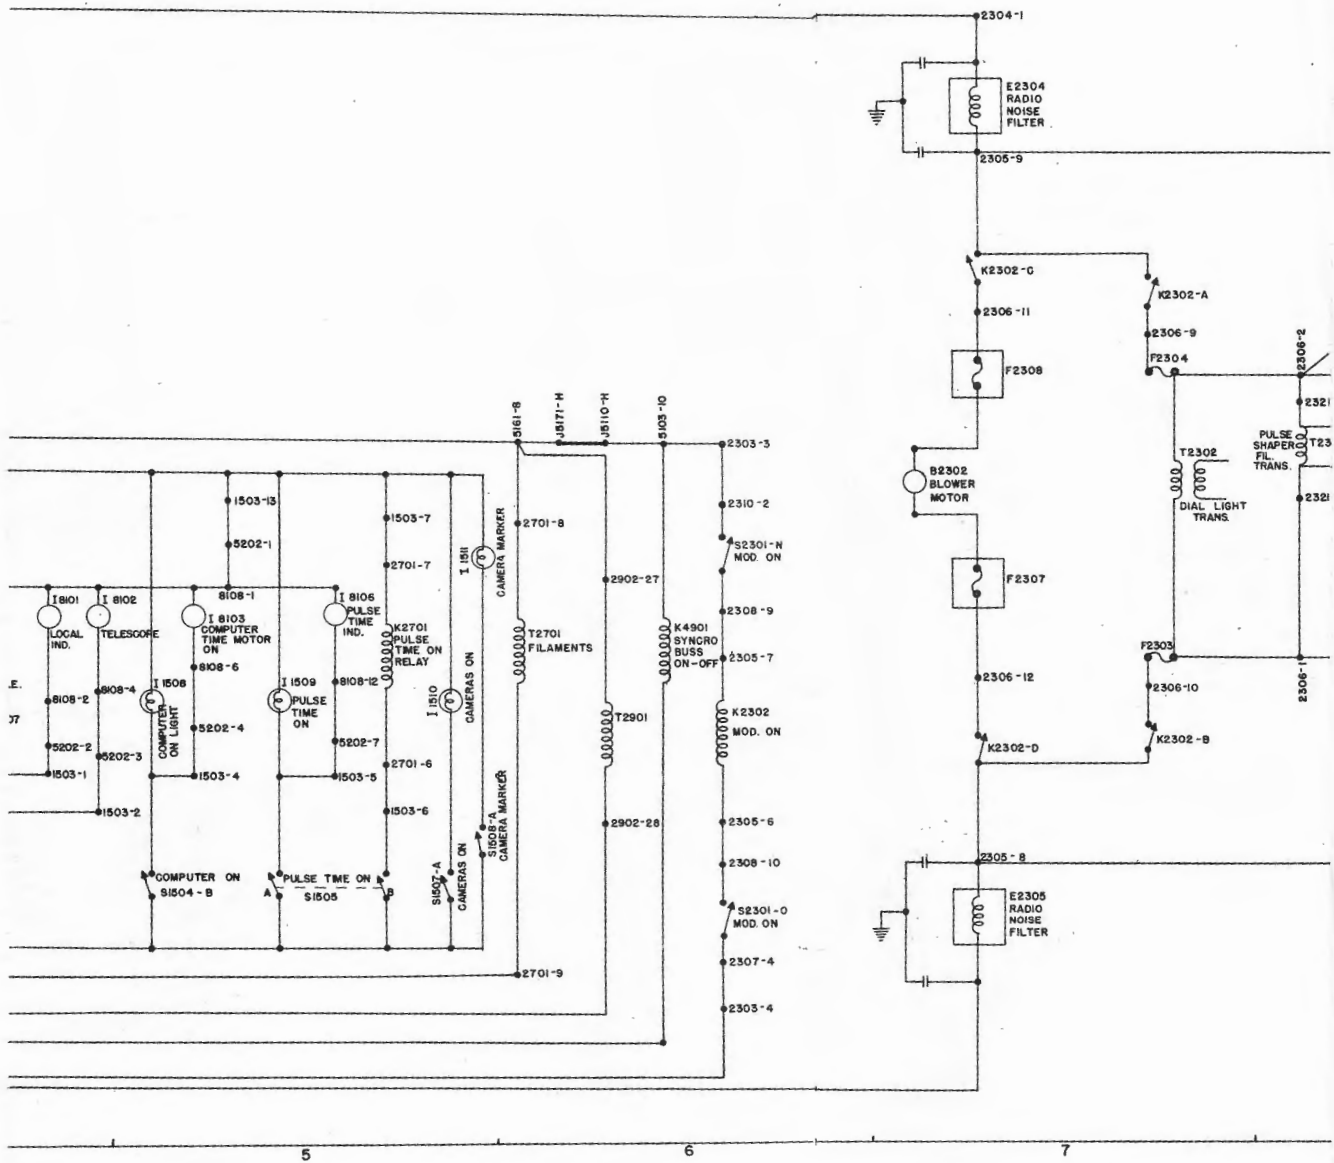 2304-1
E2304
RADIO
NOISE
FILTER
2305-9
K2302-C
K2302-A
2306-11
2306-9
2306-2
F2304
F2308
2321
5161-8
J5171-H
J5110-H
5103-10
2303-3
PULSE
SHAPER
FIL.
TRANS.
T23
T2302
B2302
BLOWER
MOTOR
1503-13
2310-2
DIAL LIGHT
TRANS.
2321
1503-7
2701-8
5202-1
I 1511
CAMERA MARKER
S2301-N
MOD. ON
2701-7
2902-27
F2307
8108-1
I 8101
LOCAL
IND.
I 8102
TELESCOPE
I 8103
COMPUTER
TIME MOTOR
ON
I 8106
PULSE
TIME
IND.
K2701
PULSE
TIME ON
RELAY
T2701
FILAMENTS
K4901
SYNCRO
BUSS
ON-OFF
2308-9
2305-7
F2303
8108-6
E.
I 1508
COMPUTER
ON LIGHT
I 1509
PULSE
TIME
ON
8108-12
I 1510
CAMERAS ON
2306-12
2306-10
2306-1
8108-2
8108-4
07
5202-4
T2901
K2302
MOD. ON
5202-2
5202-3
5202-7
K2302-D
K2302-B
1503-1
1503-4
1503-5
2701-6
1503-2
1503-6
S1508-A
CAMERA MARKER
2902-28
2305-6
2308-10
2305-8
COMPUTER ON
S1504-B
PULSE TIME ON
A
S1505
B
S1507-A
CAMERAS ON
S2301-O
MOD. ON
E2305
RADIO
NOISE
FILTER
2701-9
2307-4
2303-4
5
6
7